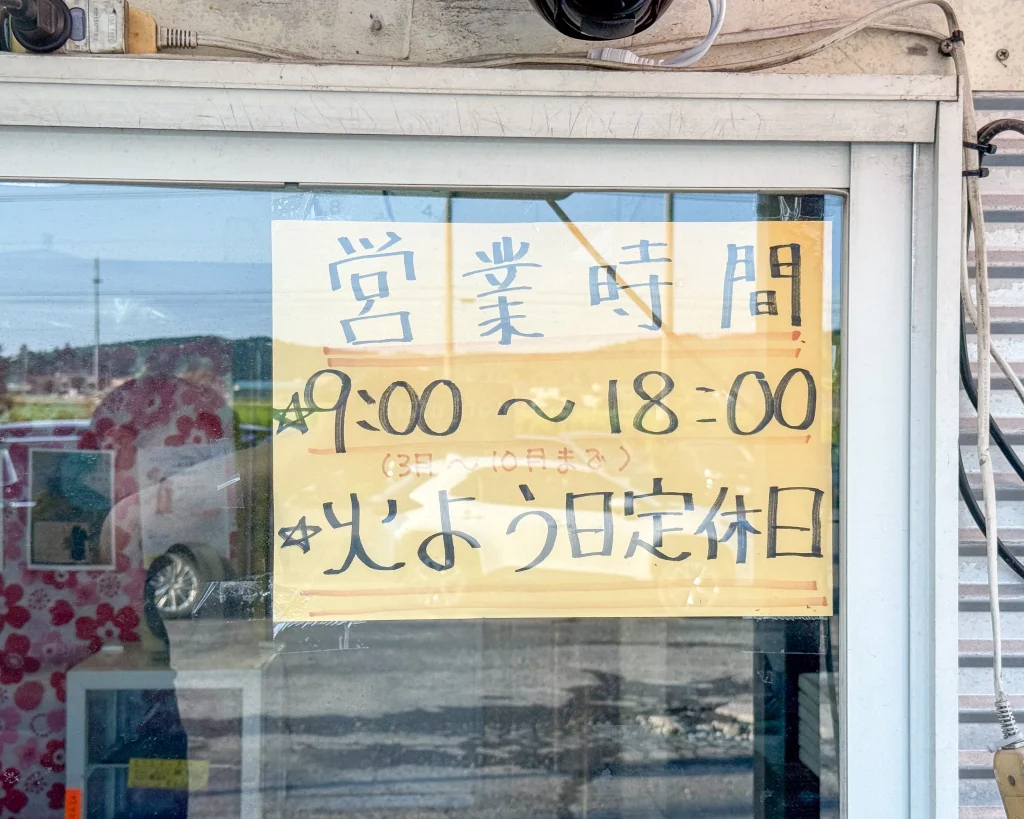 営業時間
☆9:00 〜 18:00
(3月〜10月まで)
☆火よう日定休日